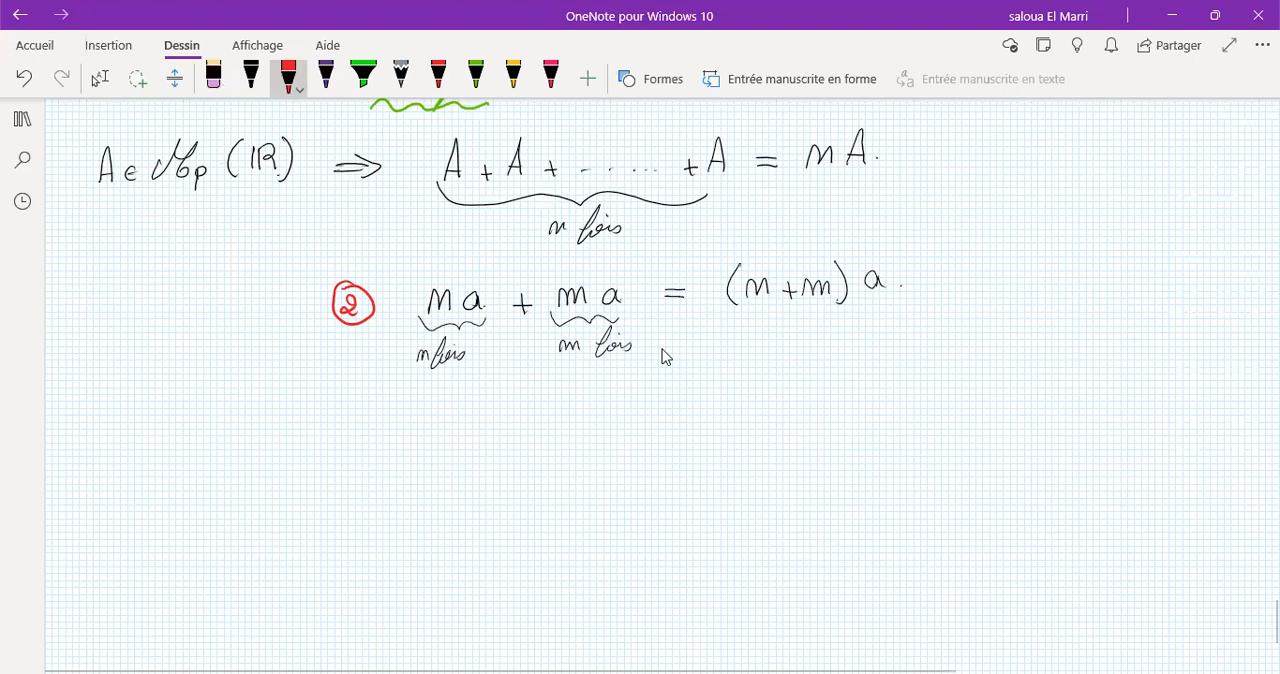 OneNote pour Windows 10
saloua El Marri
Accueil Insertion Dessin Affichage Aide
Partager
Formes Entrée manuscrite en forme Entrée manuscrite en texte
A ∈ Mp (IR) ⟹ A + A + ...... + A = nA.
n fois
② na + ma = (n + m) a.
n fois m fois